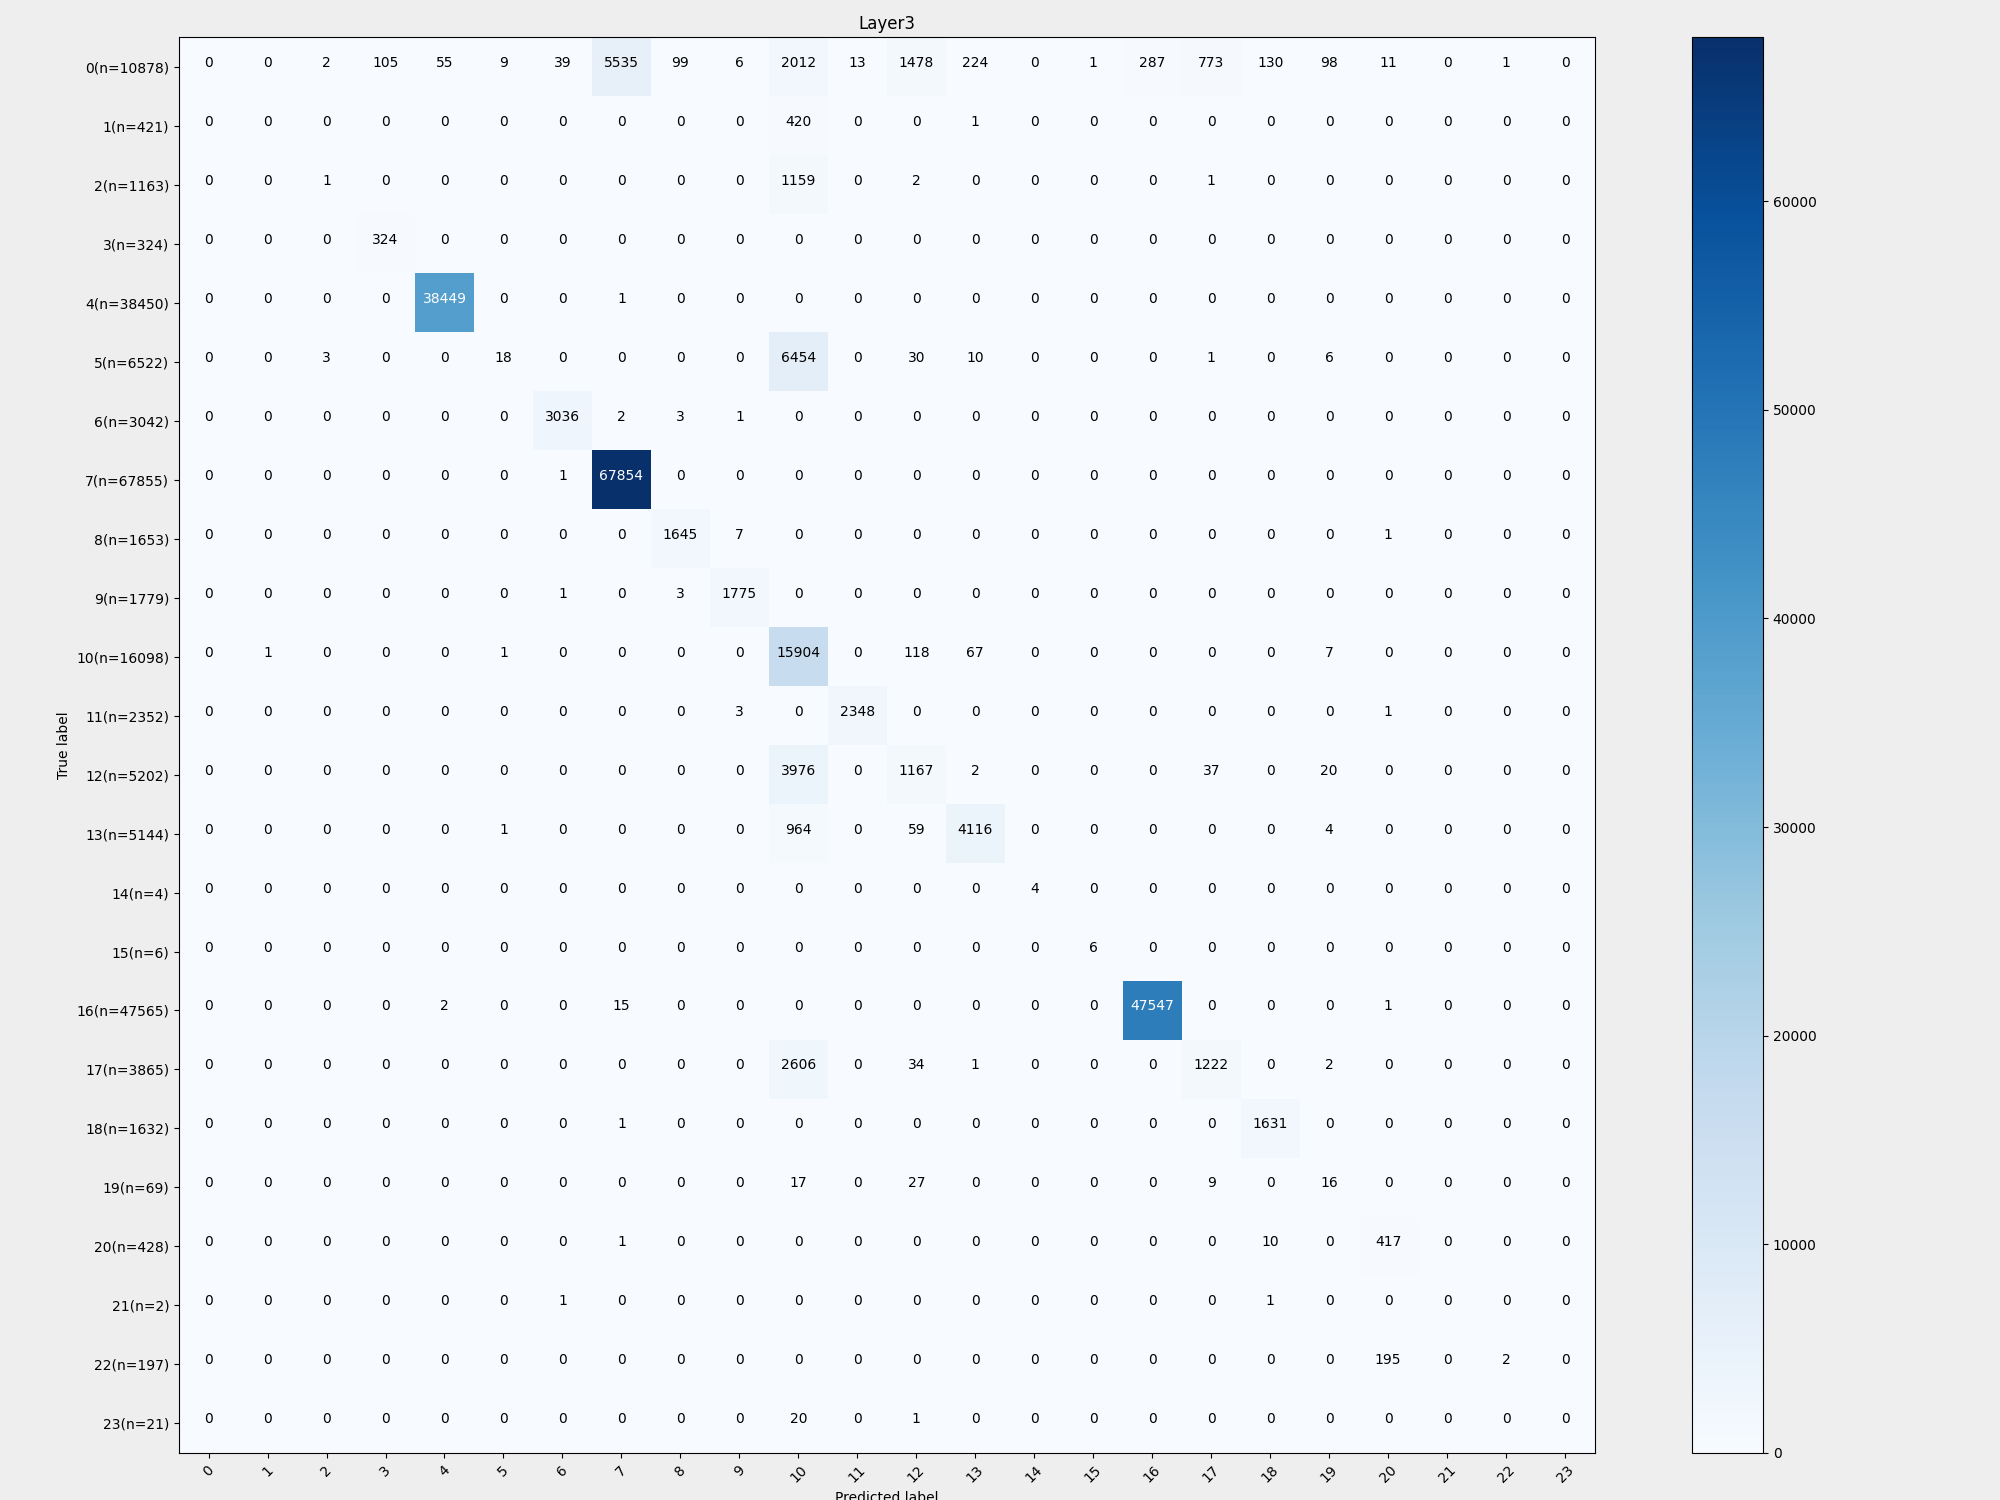 Layer3
0(n=10878) 0 0 2 105 55 9 39 5535 99 6 2012 13 1478 224 0 1 287 773 130 98 11 0 1 0
1(n=421) 0 0 0 0 0 0 0 0 0 0 420 0 0 1 0 0 0 0 0 0 0 0 0 0
2(n=1163) 0 0 1 0 0 0 0 0 0 0 1159 0 2 0 0 0 0 1 0 0 0 0 0 0
3(n=324) 0 0 0 324 0 0 0 0 0 0 0 0 0 0 0 0 0 0 0 0 0 0 0 0
60000
4(n=38450) 0 0 0 0 38449 0 0 1 0 0 0 0 0 0 0 0 0 0 0 0 0 0 0 0
5(n=6522) 0 0 3 0 0 18 0 0 0 0 6454 0 30 10 0 0 0 1 0 6 0 0 0 0
50000
6(n=3042) 0 0 0 0 0 0 3036 2 3 1 0 0 0 0 0 0 0 0 0 0 0 0 0 0
7(n=67855) 0 0 0 0 0 0 1 67854 0 0 0 0 0 0 0 0 0 0 0 0 0 0 0 0
8(n=1653) 0 0 0 0 0 0 0 0 1645 7 0 0 0 0 0 0 0 0 0 0 1 0 0 0
9(n=1779) 0 0 0 0 0 0 1 0 3 1775 0 0 0 0 0 0 0 0 0 0 0 0 0 0
40000
10(n=16098) 0 1 0 0 0 1 0 0 0 0 15904 0 118 67 0 0 0 0 0 7 0 0 0 0
11(n=2352) 0 0 0 0 0 0 0 0 0 3 0 2348 0 0 0 0 0 0 0 0 1 0 0 0
True label
12(n=5202) 0 0 0 0 0 0 0 0 0 0 3976 0 1167 2 0 0 0 37 0 20 0 0 0 0
13(n=5144) 0 0 0 0 0 1 0 0 0 0 964 0 59 4116 0 0 0 0 0 4 0 0 0 0
30000
14(n=4) 0 0 0 0 0 0 0 0 0 0 0 0 0 0 4 0 0 0 0 0 0 0 0 0
15(n=6) 0 0 0 0 0 0 0 0 0 0 0 0 0 0 0 6 0 0 0 0 0 0 0 0
16(n=47565) 0 0 0 0 2 0 0 15 0 0 0 0 0 0 0 0 47547 0 0 0 1 0 0 0
20000
17(n=3865) 0 0 0 0 0 0 0 0 0 0 2606 0 34 1 0 0 0 1222 0 2 0 0 0 0
18(n=1632) 0 0 0 0 0 0 0 1 0 0 0 0 0 0 0 0 0 0 1631 0 0 0 0 0
19(n=69) 0 0 0 0 0 0 0 0 0 0 17 0 27 0 0 0 0 9 0 16 0 0 0 0
20(n=428) 0 0 0 0 0 0 0 1 0 0 0 0 0 0 0 0 0 0 10 0 417 0 0 0
10000
21(n=2) 0 0 0 0 0 0 1 0 0 0 0 0 0 0 0 0 0 0 1 0 0 0 0 0
22(n=197) 0 0 0 0 0 0 0 0 0 0 0 0 0 0 0 0 0 0 0 0 195 0 2 0
23(n=21) 0 0 0 0 0 0 0 0 0 0 20 0 1 0 0 0 0 0 0 0 0 0 0 0
0
0 1 2 3 4 5 6 7 8 9 10 11 12 13 14 15 16 17 18 19 20 21 22 23
Predicted label